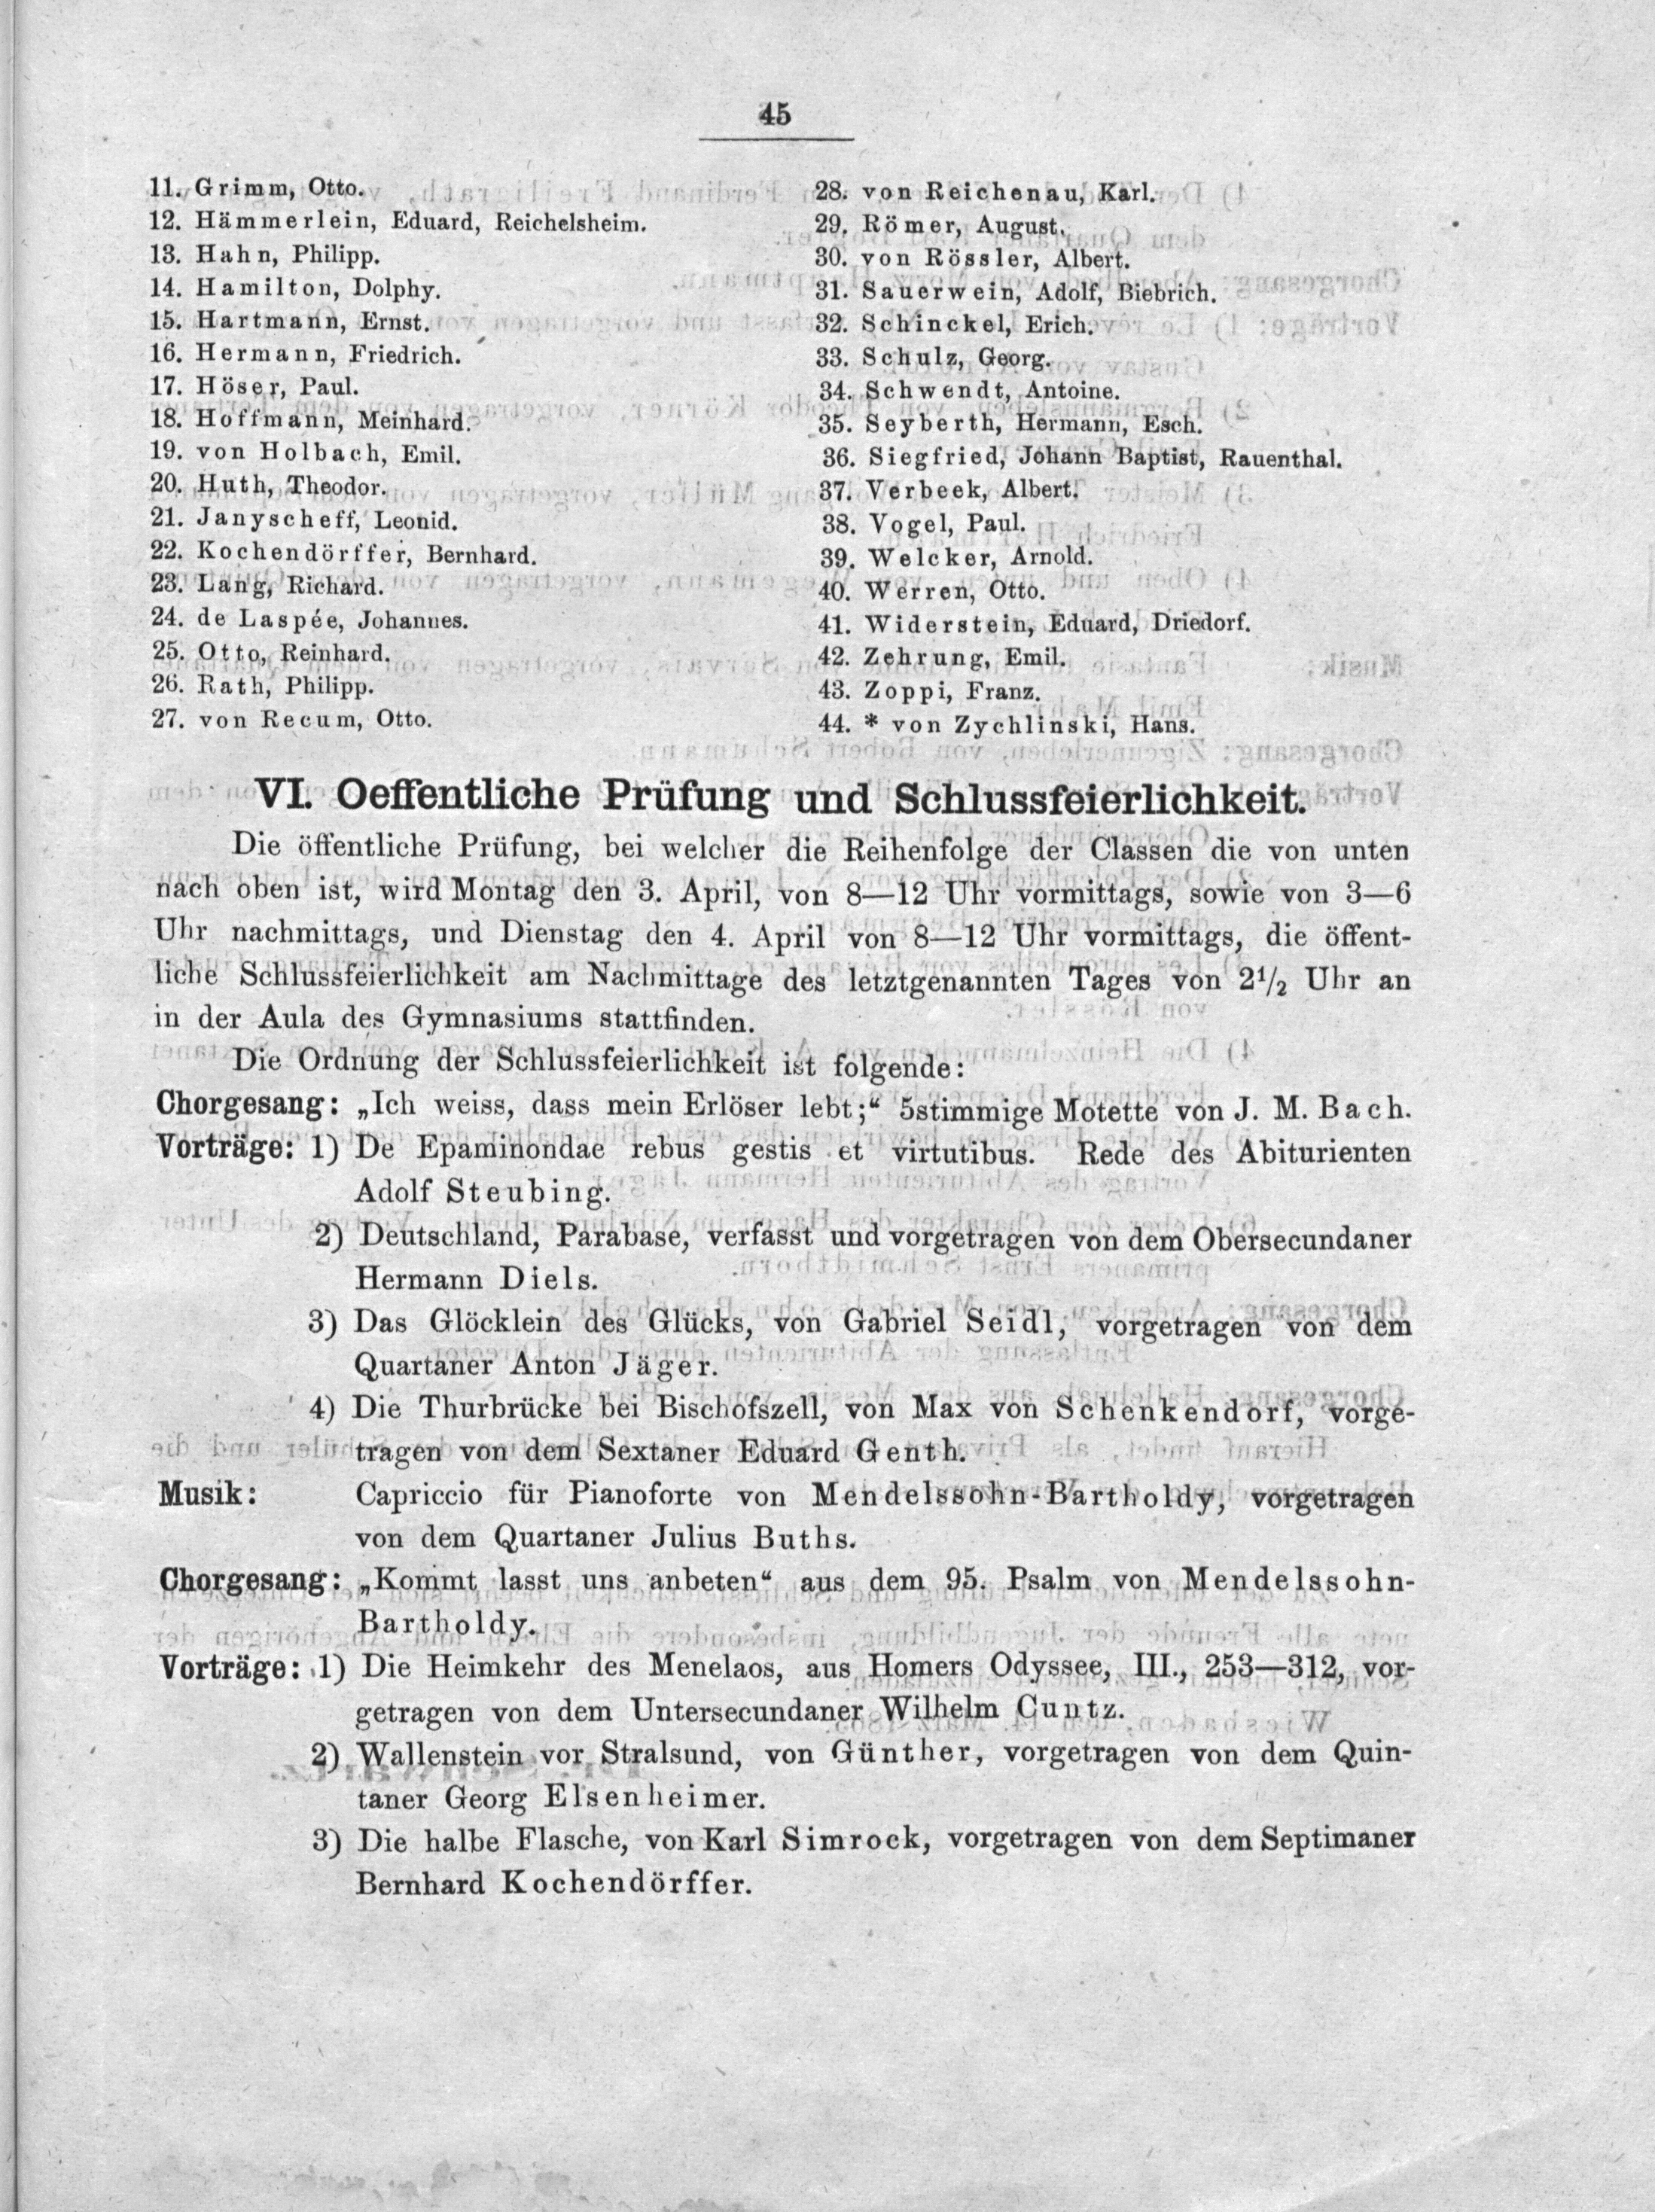 45
11. Grimm, Otto.
12. Hämmerlein, Eduard, Reichelsheim.
13. Hahn, Philipp.
14. Hamilton, Dolphy.
15. Hartmann, Ernst.
16. Hermann, Friedrich.
17. Höser, Paul.
18. Hoffmann, Meinhard.
19. von Holbach, Emil.
20. Huth, Theodor.
21. Janyscheff, Leonid.
22. Kochendörffer, Bernhard.
23. Lang, Richard.
24. de Laspée, Johannes.
25. Otto, Reinhard.
26. Rath, Philipp.
27. von Recum, Otto.
28. von Reichenau, Karl.
29. Römer, August.
30. von Rössler, Albert.
31. Sauerwein, Adolf, Biebrich.
32. Schinckel, Erich.
33. Schulz, Georg.
34. Schwendt, Antoine.
35. Seyberth, Hermann, Esch.
36. Siegfried, Johann Baptist, Rauenthal.
37. Verbeek, Albert.
38. Vogel, Paul.
39. Welcker, Arnold.
40. Werren, Otto.
41. Widerstein, Eduard, Driedorf.
42. Zehrung, Emil.
43. Zoppi, Franz.
44. * von Zychlinski, Hans.
VI. Oeffentliche Prüfung und Schlussfeierlichkeit.
Die öffentliche Prüfung, bei welcher die Reihenfolge der Classen die von unten
nach oben ist, wird Montag den 3. April, von 8—12 Uhr vormittags, sowie von 3—6
Uhr nachmittags, und Dienstag den 4. April von 8—12 Uhr vormittags, die öffent-
liche Schlussfeierlichkeit am Nachmittage des letztgenannten Tages von 2½ Uhr an
in der Aula des Gymnasiums stattfinden.
Die Ordnung der Schlussfeierlichkeit ist folgende:
Chorgesang: „Ich weiss, dass mein Erlöser lebt;“ 5stimmige Motette von J. M. Bach.
Vorträge: 1) De Epaminondae rebus gestis et virtutibus. Rede des Abiturienten
Adolf Steubing.
2) Deutschland, Parabase, verfasst und vorgetragen von dem Obersecundaner
Hermann Diels.
3) Das Glöcklein des Glücks, von Gabriel Seidl, vorgetragen von dem
Quartaner Anton Jäger.
4) Die Thurbrücke bei Bischofszell, von Max von Schenkendorf, vorge-
tragen von dem Sextaner Eduard Genth.
Musik: Capriccio für Pianoforte von Mendelssohn-Bartholdy, vorgetragen
von dem Quartaner Julius Buths.
Chorgesang: „Kommt lasst uns anbeten“ aus dem 95. Psalm von Mendelssohn-
Bartholdy.
Vorträge: 1) Die Heimkehr des Menelaos, aus Homers Odyssee, III., 253—312, vor-
getragen von dem Untersecundaner Wilhelm Cuntz.
2) Wallenstein vor Stralsund, von Günther, vorgetragen von dem Quin-
taner Georg Elsenheimer.
3) Die halbe Flasche, von Karl Simrock, vorgetragen von dem Septimaner
Bernhard Kochendörffer.